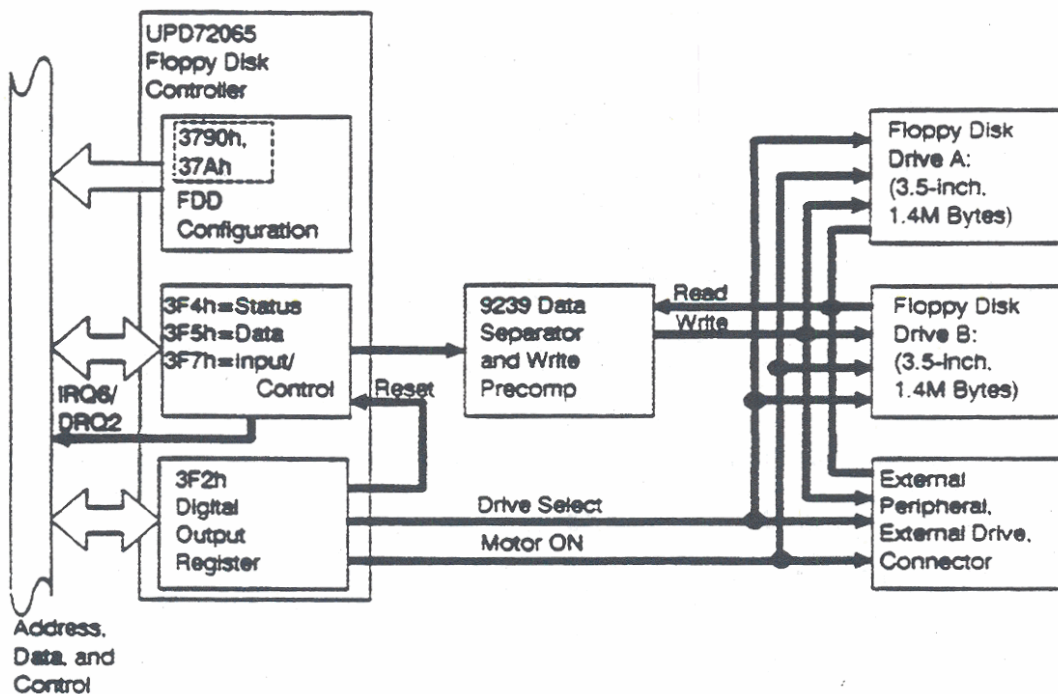 UPD72065
Floppy Disk
Controller
3790h,
37Ah
FDD
Configuration
3F4h=Status
3F5h=Data
3F7h=Input/
Control
IRQ6/
DRQ2
Reset
3F2h
Digital
Output
Register
9239 Data
Separator
and Write
Precomp
Read
Write
Drive Select
Motor ON
Floppy Disk
Drive A:
(3.5-inch,
1.4M Bytes)
Floppy Disk
Drive B:
(3.5-inch,
1.4M Bytes)
External
Peripheral,
External Drive,
Connector
Address,
Data, and
Control